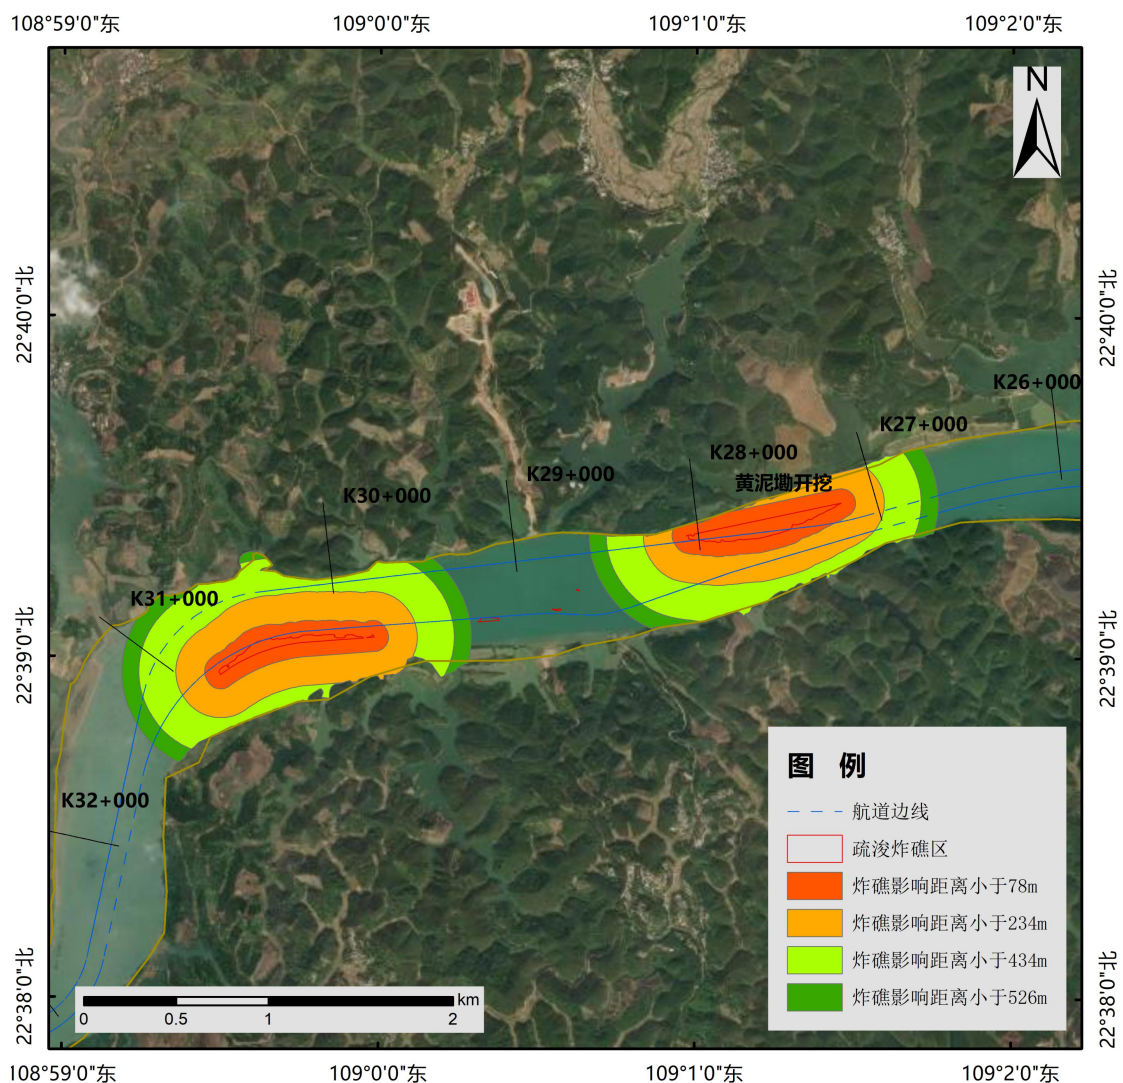 108°59'0"东
109°0'0"东
109°1'0"东
109°2'0"东
N
22°40'0"北
22°40'0"北
K26+000
K27+000
K28+000
黄泥墈开挖
K29+000
K30+000
K31+000
22°39'0"北
22°39'0"北
K32+000
图 例
航道边线
疏浚炸礁区
炸礁影响距离小于78m
炸礁影响距离小于234m
炸礁影响距离小于434m
炸礁影响距离小于526m
22°38'0"北
22°38'0"北
km
0
0.5
1
2
108°59'0"东
109°0'0"东
109°1'0"东
109°2'0"东